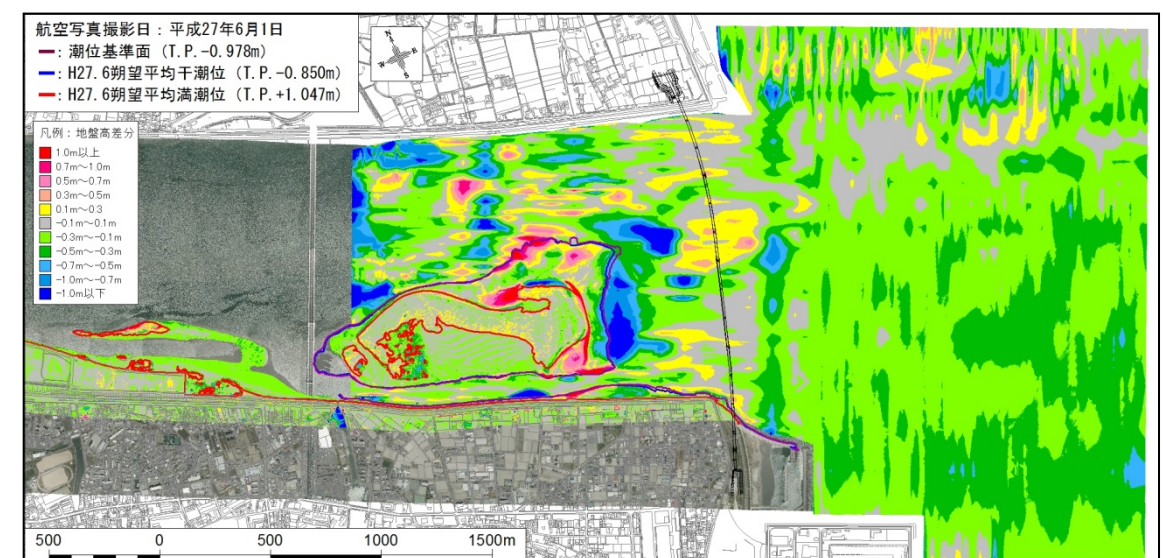 航空写真撮影日：平成27年6月1日
━：潮位基準面 (T.P.-0.978m)
━：H27.6朔望平均干潮位 (T.P.-0.850m)
━：H27.6朔望平均満潮位 (T.P.+1.047m)
N
E
W
S
凡例：地盤高差分
1.0m以上
0.7m～1.0m
0.5m～0.7m
0.3m～0.5m
0.1m～0.3
-0.1m～0.1m
-0.3m～-0.1m
-0.5m～-0.3m
-0.7m～-0.5m
-1.0m～-0.7m
-1.0m以下
500 0 500 1000 1500m